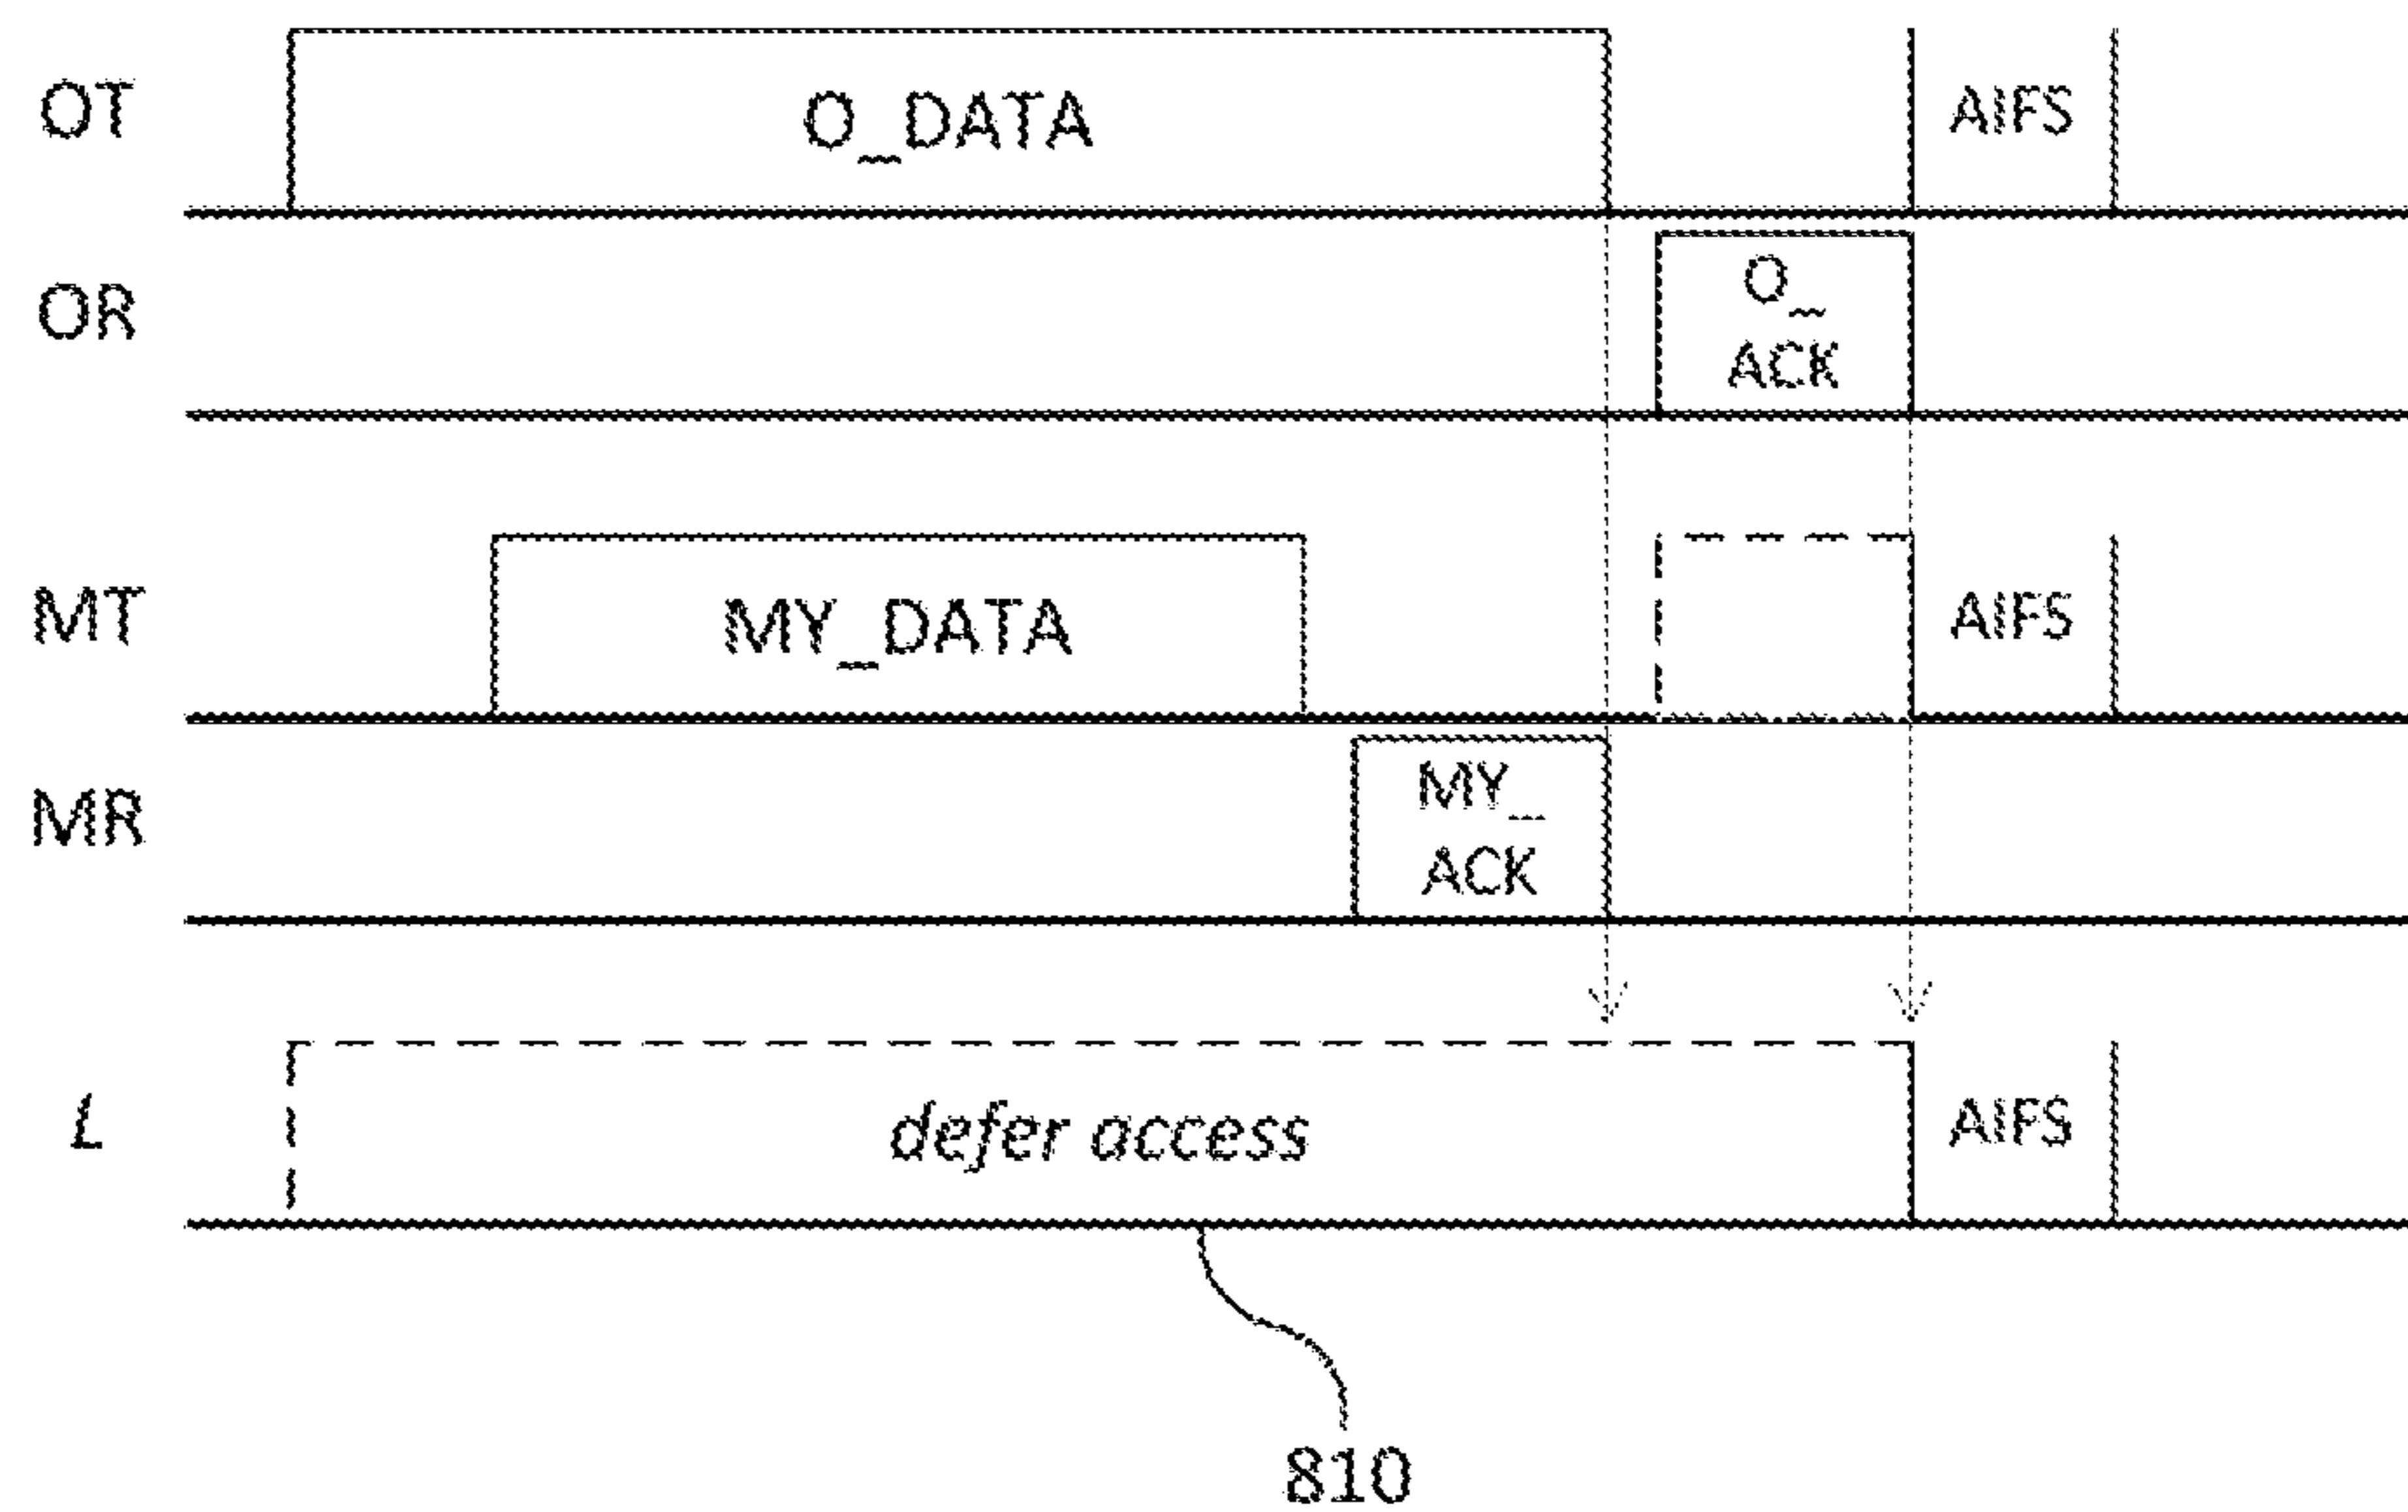 OT O_DATA AIFS
OR O_
ACK
MT MY_DATA AIFS
MR MY_
ACK
L defer access AIFS
810